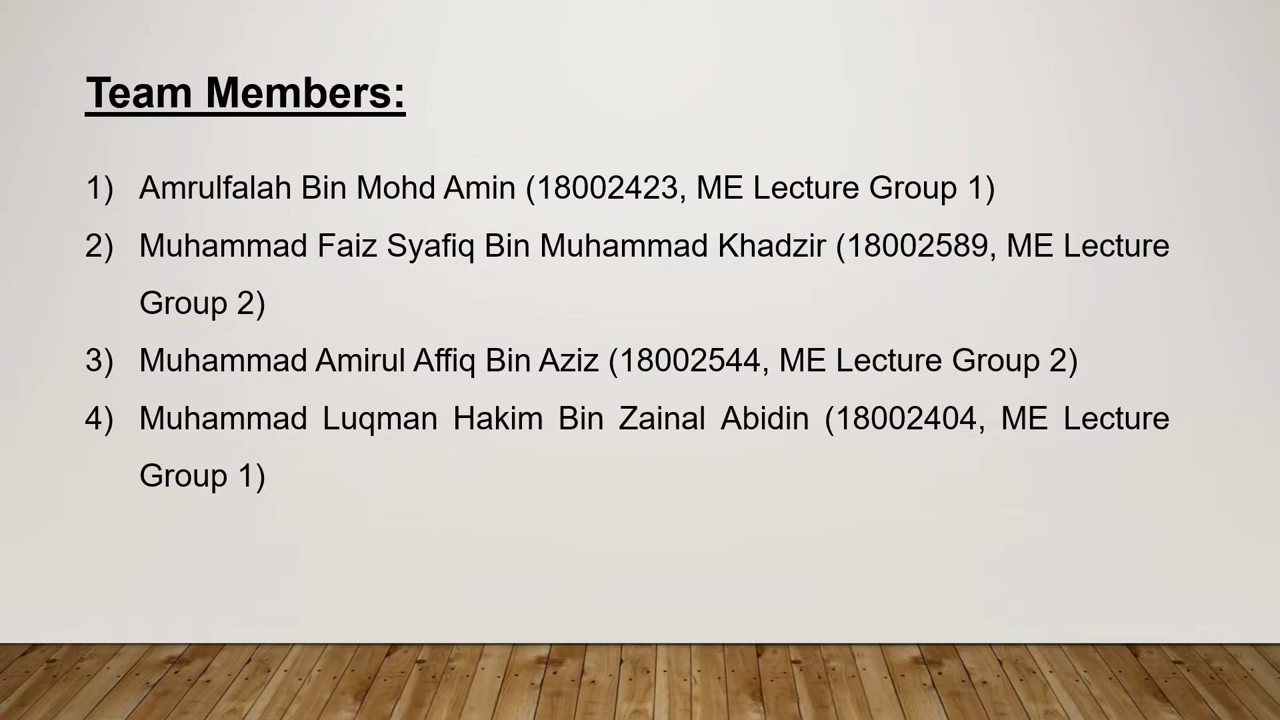 Team Members:
1) Amrulfalah Bin Mohd Amin (18002423, ME Lecture Group 1)
2) Muhammad Faiz Syafiq Bin Muhammad Khadzir (18002589, ME Lecture
Group 2)
3) Muhammad Amirul Affiq Bin Aziz (18002544, ME Lecture Group 2)
4) Muhammad Luqman Hakim Bin Zainal Abidin (18002404, ME Lecture
Group 1)